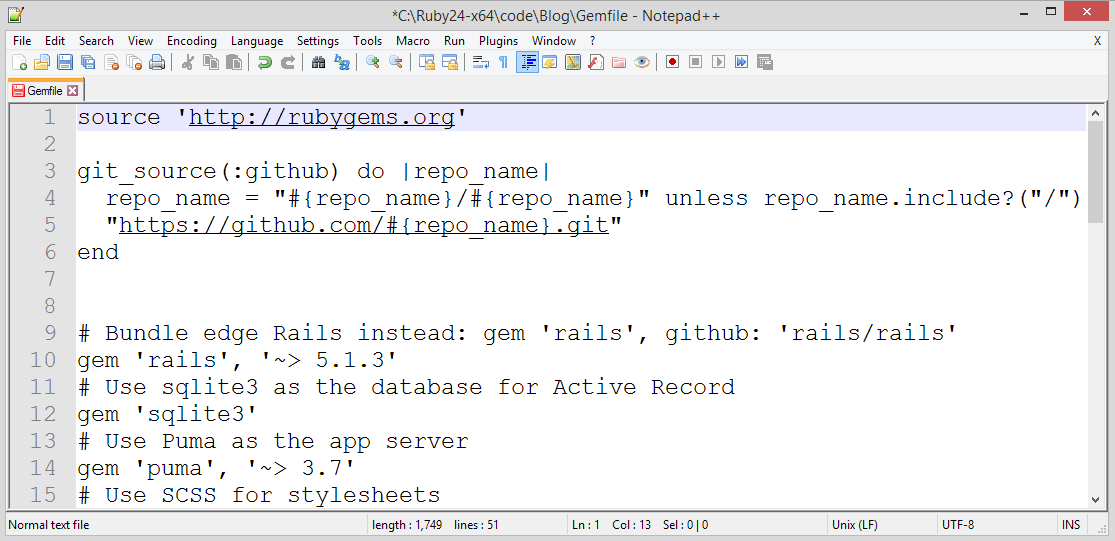 *C:\Ruby24-x64\code\Blog\Gemfile - Notepad++
File Edit Search View Encoding Language Settings Tools Macro Run Plugins Window ? X
Gemfile
1 source 'http://rubygems.org'
2
3 git_source(:github) do |repo_name|
4 repo_name = "#{repo_name}/#{repo_name}" unless repo_name.include?("/")
5 "https://github.com/#{repo_name}.git"
6 end
7
8
9 # Bundle edge Rails instead: gem 'rails', github: 'rails/rails'
10 gem 'rails', '~> 5.1.3'
11 # Use sqlite3 as the database for Active Record
12 gem 'sqlite3'
13 # Use Puma as the app server
14 gem 'puma', '~> 3.7'
15 # Use SCSS for stylesheets
Normal text file length : 1,749 lines : 51 Ln : 1 Col : 13 Sel : 0 | 0 Unix (LF) UTF-8 INS